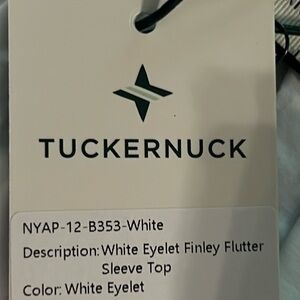 TUCKERNUCK
NYAP-12-B353-White
Description: White Eyelet Finley Flutter
Sleeve Top
Color: White Eyelet